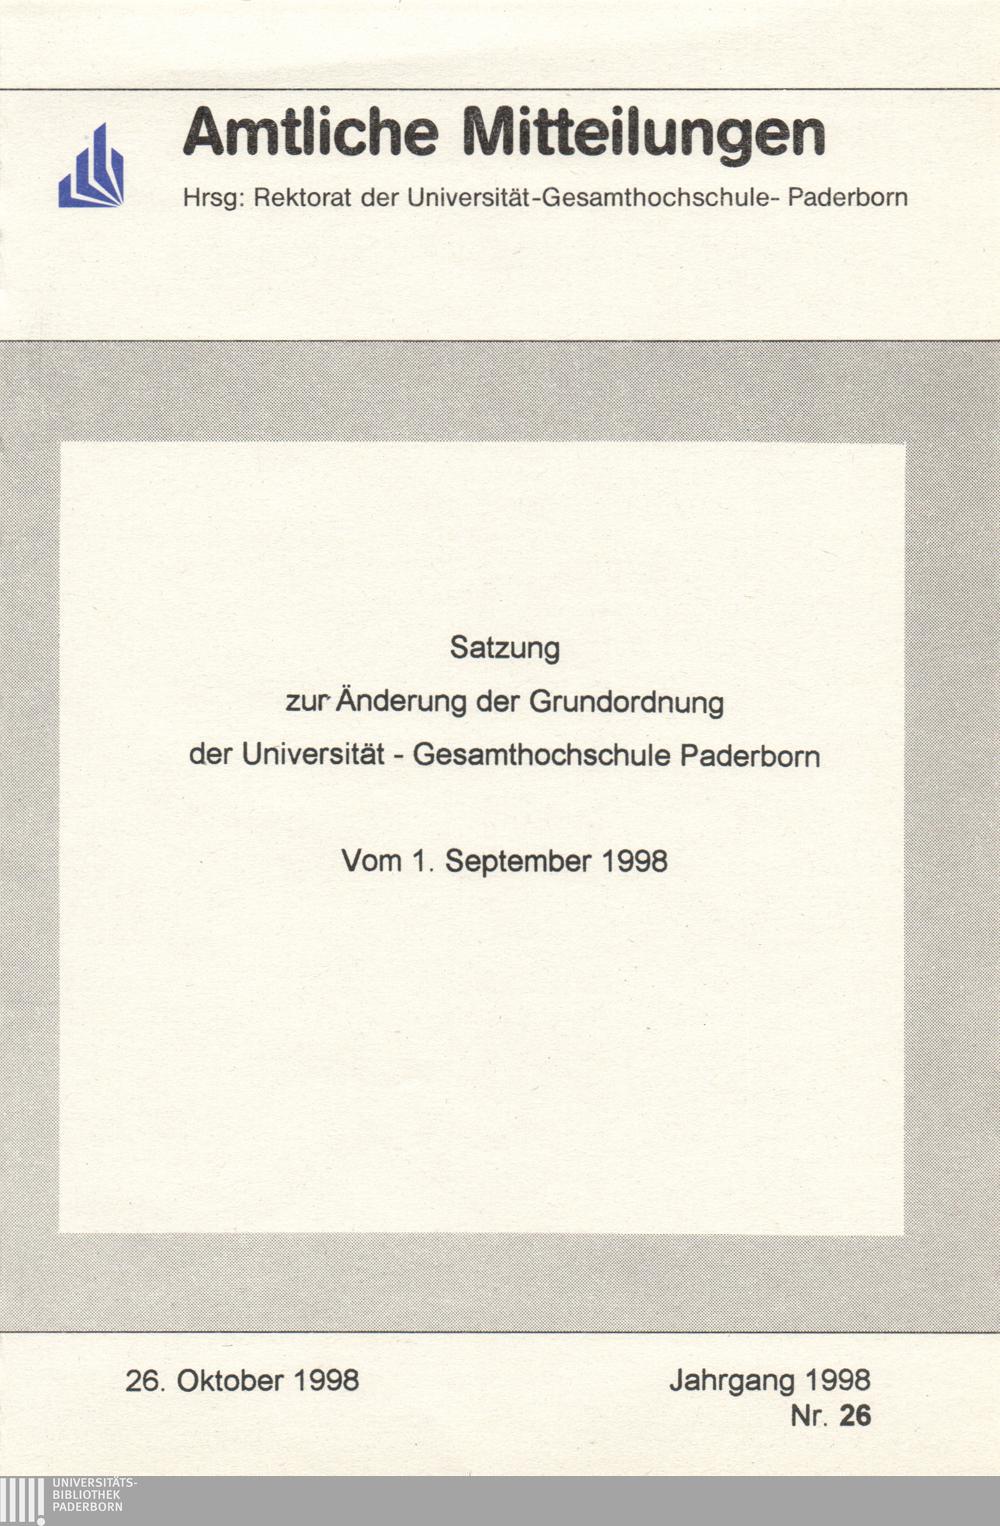 Amtliche Mitteilungen
Hrsg: Rektorat der Universität-Gesamthochschule- Paderborn
Satzung
zur Änderung der Grundordnung
der Universität - Gesamthochschule Paderborn
Vom 1. September 1998
26. Oktober 1998
Jahrgang 1998
Nr. 26
UNIVERSITÄTS-
BIBLIOTHEK
PADERBORN